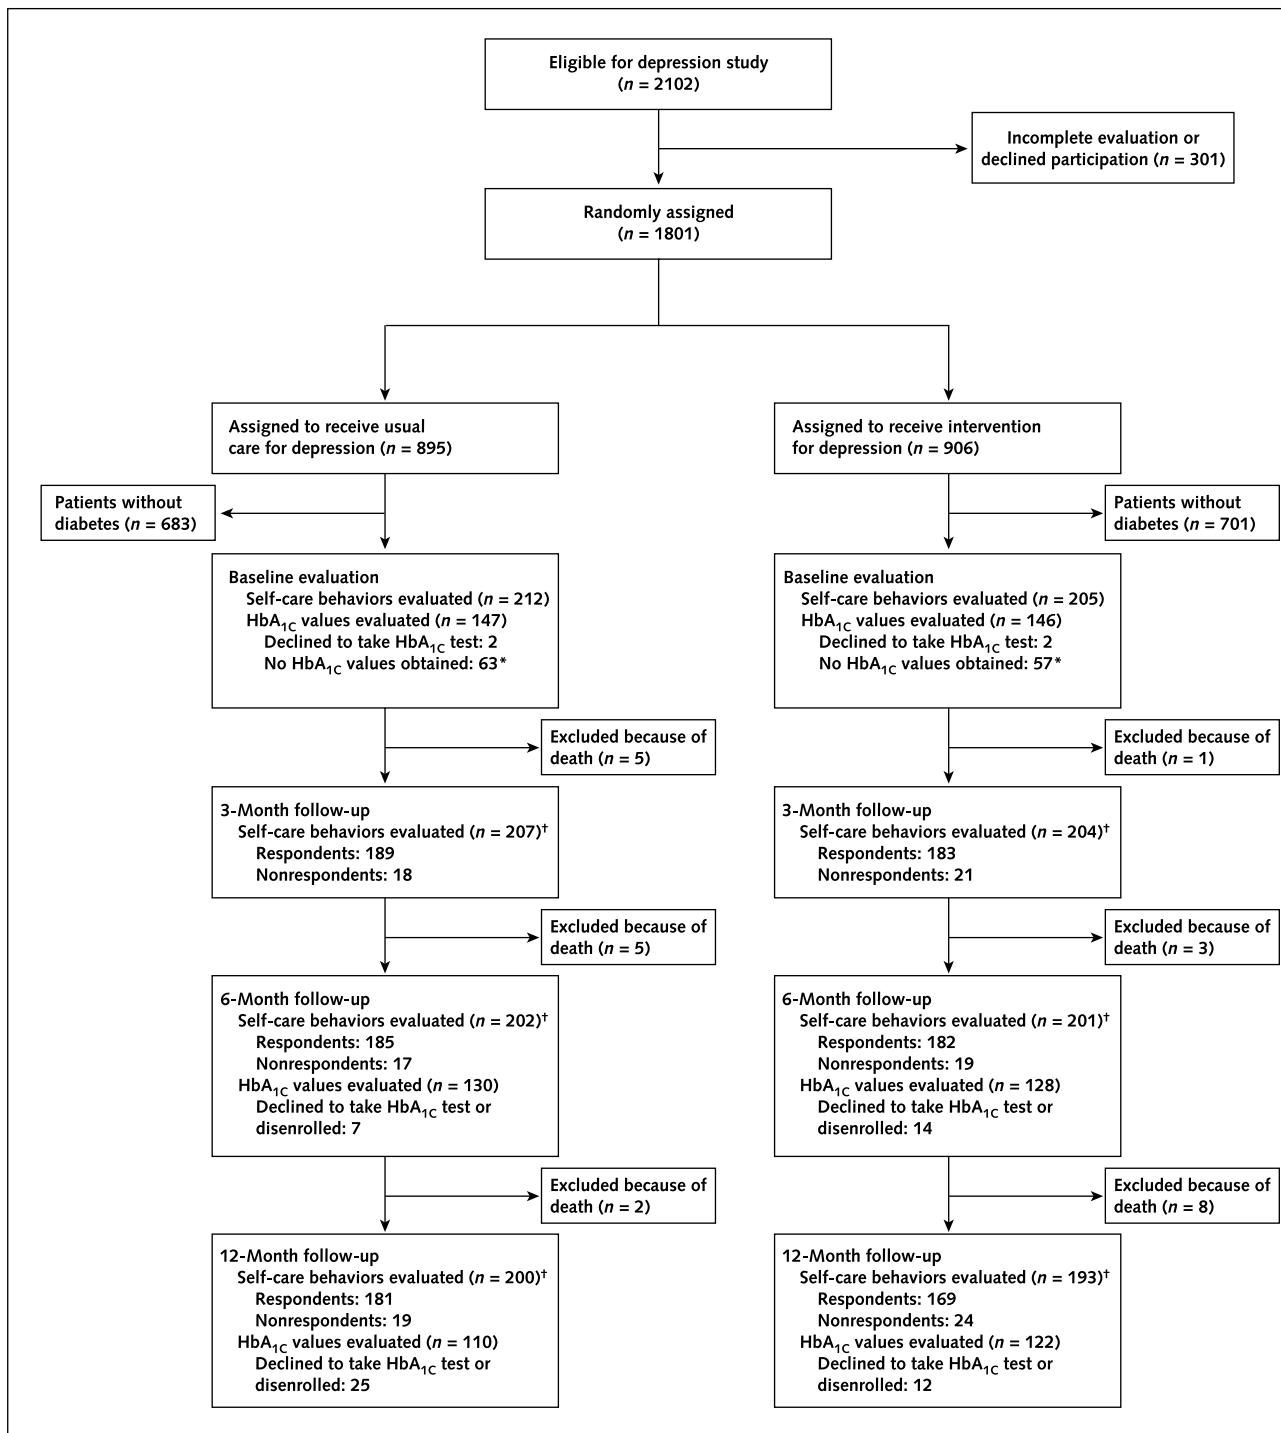 Eligible for depression study
(n = 2102)
Incomplete evaluation or
declined participation (n = 301)
Randomly assigned
(n = 1801)
Assigned to receive usual
care for depression (n = 895)
Assigned to receive intervention
for depression (n = 906)
Patients without
diabetes (n = 683)
Patients without
diabetes (n = 701)
Baseline evaluation
Self-care behaviors evaluated (n = 212)
HbA1C values evaluated (n = 147)
Declined to take HbA1C test: 2
No HbA1C values obtained: 63*
Baseline evaluation
Self-care behaviors evaluated (n = 205)
HbA1C values evaluated (n = 146)
Declined to take HbA1C test: 2
No HbA1C values obtained: 57*
Excluded because of
death (n = 5)
Excluded because of
death (n = 1)
3-Month follow-up
Self-care behaviors evaluated (n = 207)†
Respondents: 189
Nonrespondents: 18
3-Month follow-up
Self-care behaviors evaluated (n = 204)†
Respondents: 183
Nonrespondents: 21
Excluded because of
death (n = 5)
Excluded because of
death (n = 3)
6-Month follow-up
Self-care behaviors evaluated (n = 202)†
Respondents: 185
Nonrespondents: 17
HbA1C values evaluated (n = 130)
Declined to take HbA1C test or
disenrolled: 7
6-Month follow-up
Self-care behaviors evaluated (n = 201)†
Respondents: 182
Nonrespondents: 19
HbA1C values evaluated (n = 128)
Declined to take HbA1C test or
disenrolled: 14
Excluded because of
death (n = 2)
Excluded because of
death (n = 8)
12-Month follow-up
Self-care behaviors evaluated (n = 200)†
Respondents: 181
Nonrespondents: 19
HbA1C values evaluated (n = 110)
Declined to take HbA1C test or
disenrolled: 25
12-Month follow-up
Self-care behaviors evaluated (n = 193)†
Respondents: 169
Nonrespondents: 24
HbA1C values evaluated (n = 122)
Declined to take HbA1C test or
disenrolled: 12